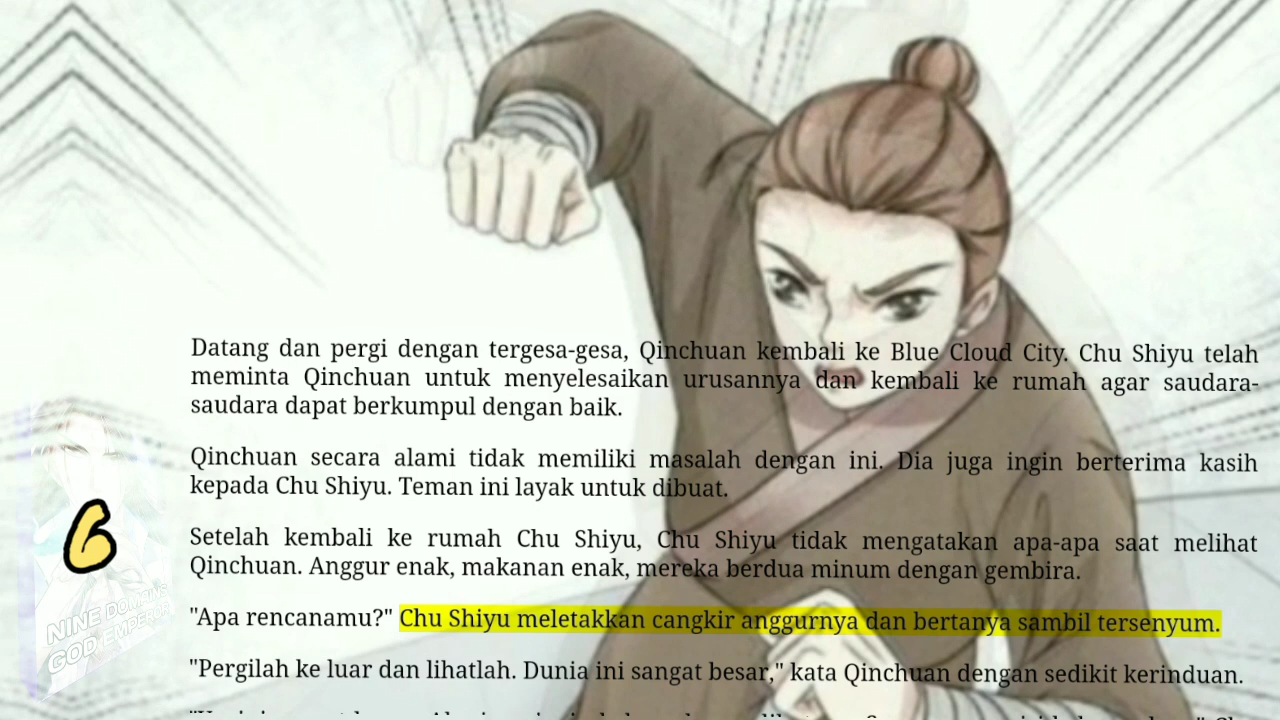 Datang dan pergi dengan tergesa-gesa, Qinchuan kembali ke Blue Cloud City. Chu Shiyu telah
meminta Qinchuan untuk menyelesaikan urusannya dan kembali ke rumah agar saudara-
saudara dapat berkumpul dengan baik.
Qinchuan secara alami tidak memiliki masalah dengan ini. Dia juga ingin berterima kasih
kepada Chu Shiyu. Teman ini layak untuk dibuat.
Setelah kembali ke rumah Chu Shiyu, Chu Shiyu tidak mengatakan apa-apa saat melihat
Qinchuan. Anggur enak, makanan enak, mereka berdua minum dengan gembira.
"Apa rencanamu?" Chu Shiyu meletakkan cangkir anggurnya dan bertanya sambil tersenyum.
"Pergilah ke luar dan lihatlah. Dunia ini sangat besar," kata Qinchuan dengan sedikit kerinduan.
6
NINE DOMAINS
GOD EMPEROR